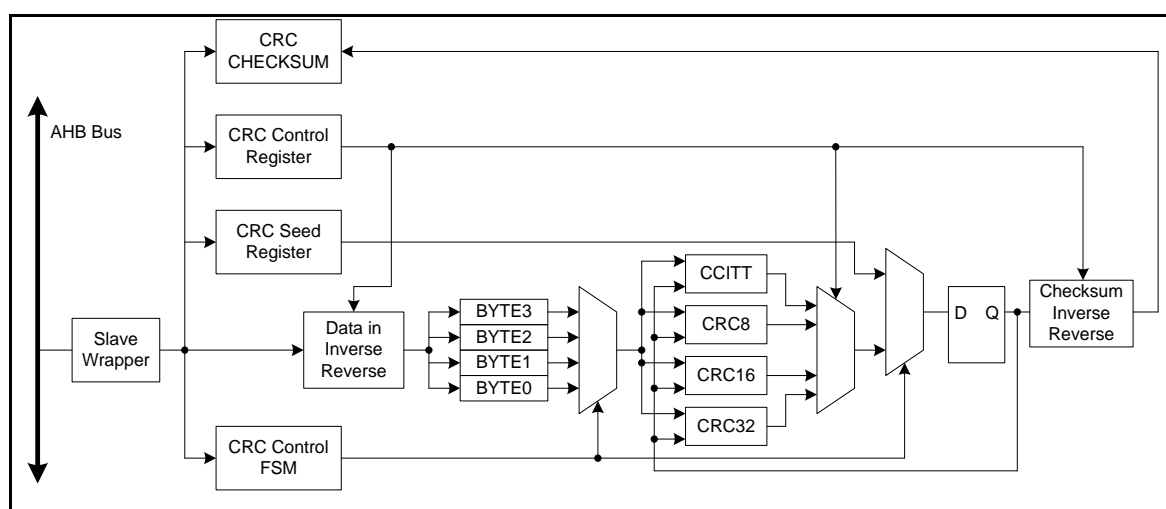 CRC
CHECKSUM
AHB Bus
CRC Control
Register
CRC Seed
Register
Slave
Wrapper
Data in
Inverse
Reverse
BYTE3
BYTE2
BYTE1
BYTE0
CCITT
CRC8
CRC16
CRC32
D Q
Checksum
Inverse
Reverse
CRC Control
FSM